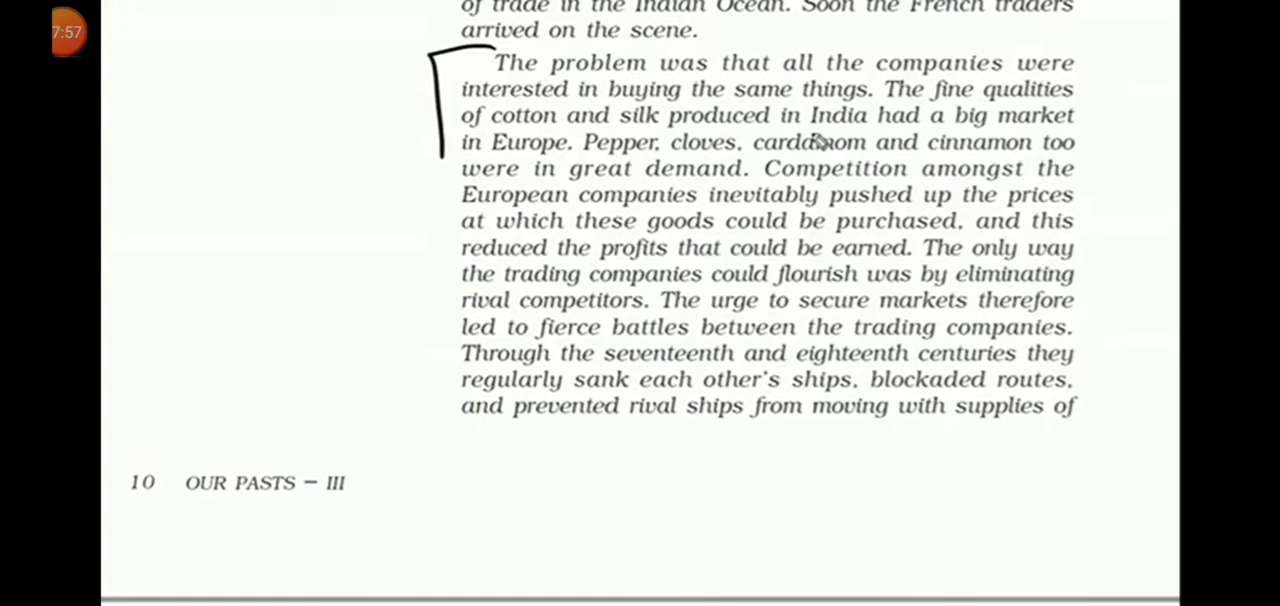 7:57
of trade in the Indian Ocean. Soon the French traders
arrived on the scene.
The problem was that all the companies were
interested in buying the same things. The fine qualities
of cotton and silk produced in India had a big market
in Europe. Pepper, cloves, cardamom and cinnamon too
were in great demand. Competition amongst the
European companies inevitably pushed up the prices
at which these goods could be purchased, and this
reduced the profits that could be earned. The only way
the trading companies could flourish was by eliminating
rival competitors. The urge to secure markets therefore
led to fierce battles between the trading companies.
Through the seventeenth and eighteenth centuries they
regularly sank each other's ships, blockaded routes,
and prevented rival ships from moving with supplies of
10 OUR PASTS – III